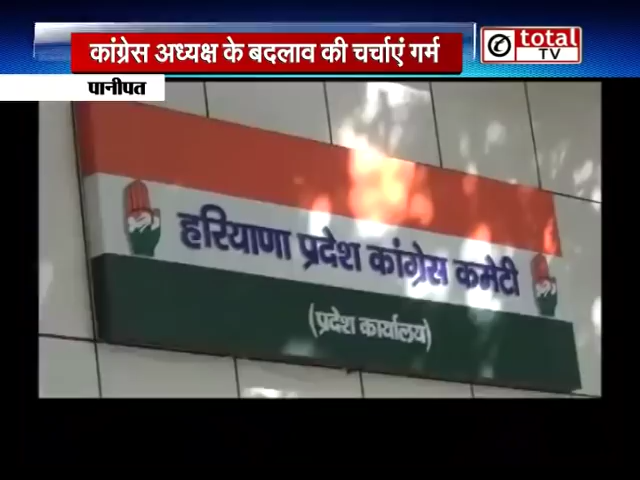 कांग्रेस अध्यक्ष के बदलाव की चर्चाएं गर्म
total
TV
पानीपत
हरियाणा प्रदेश कांग्रेस कमेटी
(प्रदेश कार्यालय)